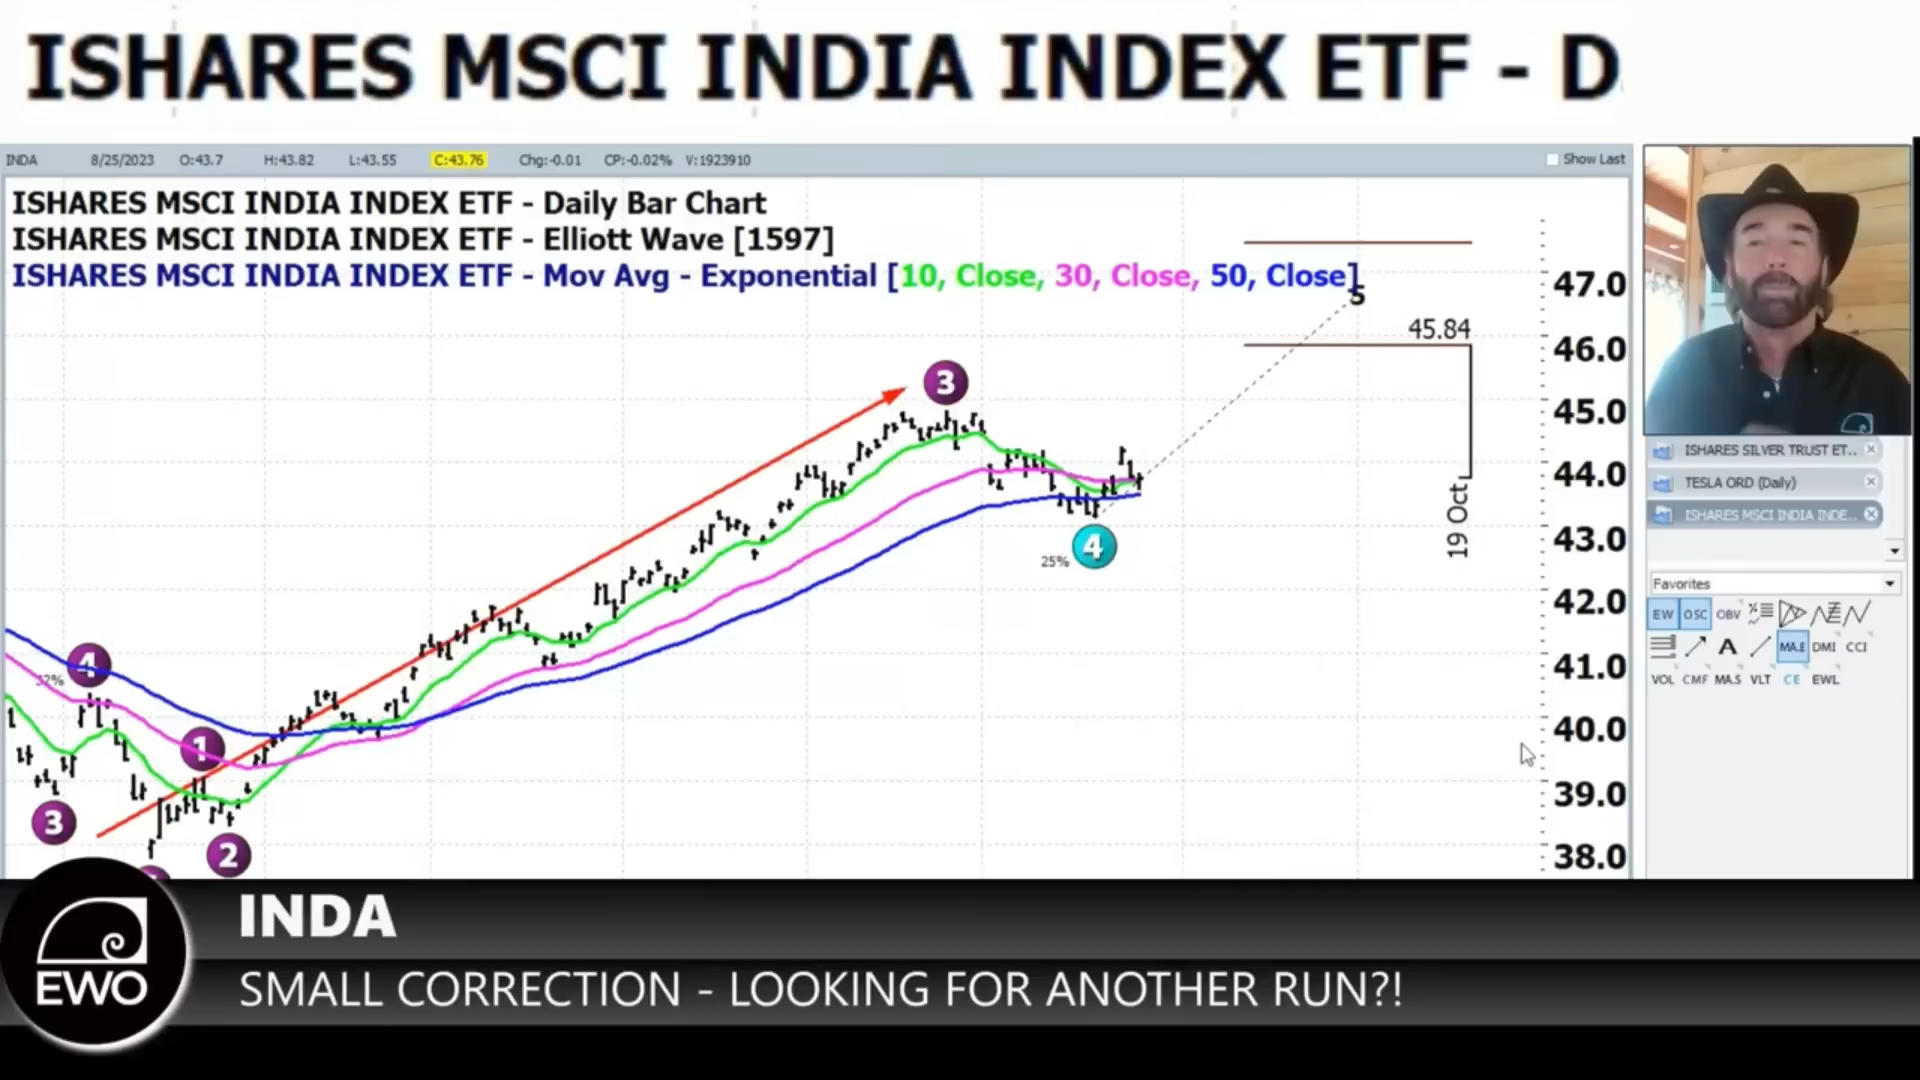 ISHARES MSCI INDIA INDEX ETF - D
INDA 8/25/2023 O:43.7 H:43.82 L:43.55 C:43.76 Chg:-0.01 CP:-0.02% V:1923910 Show Last
ISHARES MSCI INDIA INDEX ETF - Daily Bar Chart
ISHARES MSCI INDIA INDEX ETF - Elliott Wave [1597]
ISHARES MSCI INDIA INDEX ETF - Mov Avg - Exponential [10, Close, 30, Close, 50, Close]
5
47.0
45.84
46.0
3
45.0
44.0
19 Oct
43.0
4
25%
42.0
4
32%
41.0
1
40.0
3
39.0
2
38.0
ISHARES SILVER TRUST ET..
TESLA ORD (Daily)
ISHARES MSCI INDIA INDE..
Favorites
EW OSC OBV
A MA.E DMI CCI
VOL CMF MA.S VLT CE EWL
EWO
INDA
SMALL CORRECTION - LOOKING FOR ANOTHER RUN?!